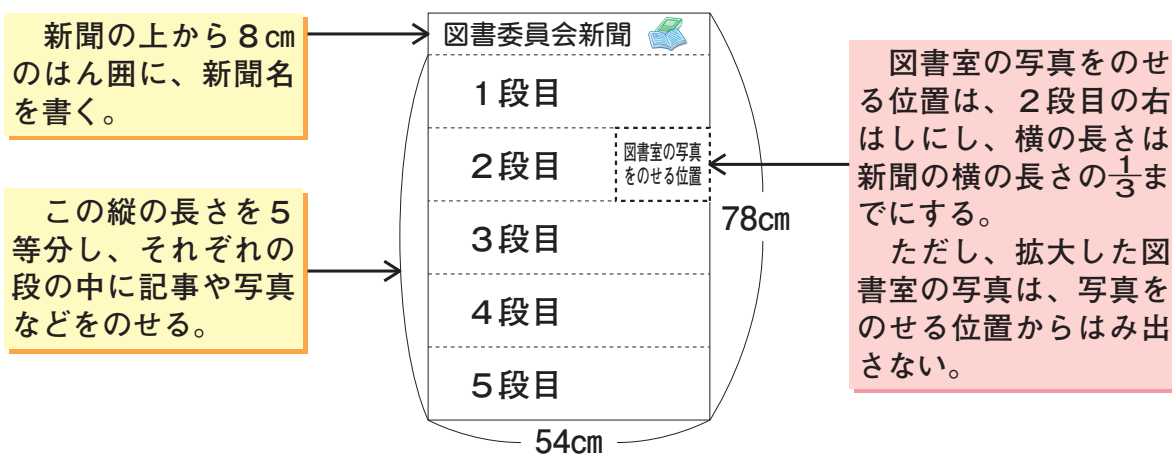 新聞の上から8cm
のはん囲に、新聞名
を書く。
この縦の長さを5
等分し、それぞれの
段の中に記事や写真
などをのせる。
図書委員会新聞
1段目
2段目
図書室の写真
をのせる位置
3段目
4段目
5段目
78cm
54cm
図書室の写真をのせ
る位置は、2段目の右
はしにし、横の長さは
新聞の横の長さの1/3ま
でにする。
ただし、拡大した図
書室の写真は、写真を
のせる位置からはみ出
さない。